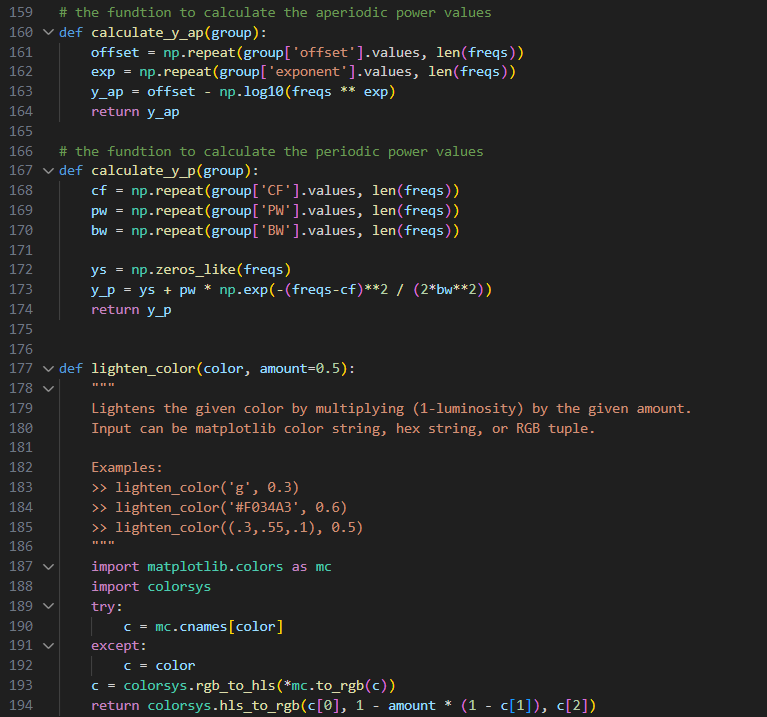 159 # the fundtion to calculate the aperiodic power values
160 def calculate_y_ap(group):
161     offset = np.repeat(group['offset'].values, len(freqs))
162     exp = np.repeat(group['exponent'].values, len(freqs))
163     y_ap = offset - np.log10(freqs ** exp)
164     return y_ap
165
166 # the fundtion to calculate the periodic power values
167 def calculate_y_p(group):
168     cf = np.repeat(group['CF'].values, len(freqs))
169     pw = np.repeat(group['PW'].values, len(freqs))
170     bw = np.repeat(group['BW'].values, len(freqs))
171
172     ys = np.zeros_like(freqs)
173     y_p = ys + pw * np.exp(-(freqs-cf)**2 / (2*bw**2))
174     return y_p
175
176
177 def lighten_color(color, amount=0.5):
178     """
179     Lightens the given color by multiplying (1-luminosity) by the given amount.
180     Input can be matplotlib color string, hex string, or RGB tuple.
181
182     Examples:
183     >> lighten_color('g', 0.3)
184     >> lighten_color('#F034A3', 0.6)
185     >> lighten_color((.3,.55,.1), 0.5)
186     """
187     import matplotlib.colors as mc
188     import colorsys
189     try:
190         c = mc.cnames[color]
191     except:
192         c = color
193     c = colorsys.rgb_to_hls(*mc.to_rgb(c))
194     return colorsys.hls_to_rgb(c[0], 1 - amount * (1 - c[1]), c[2])